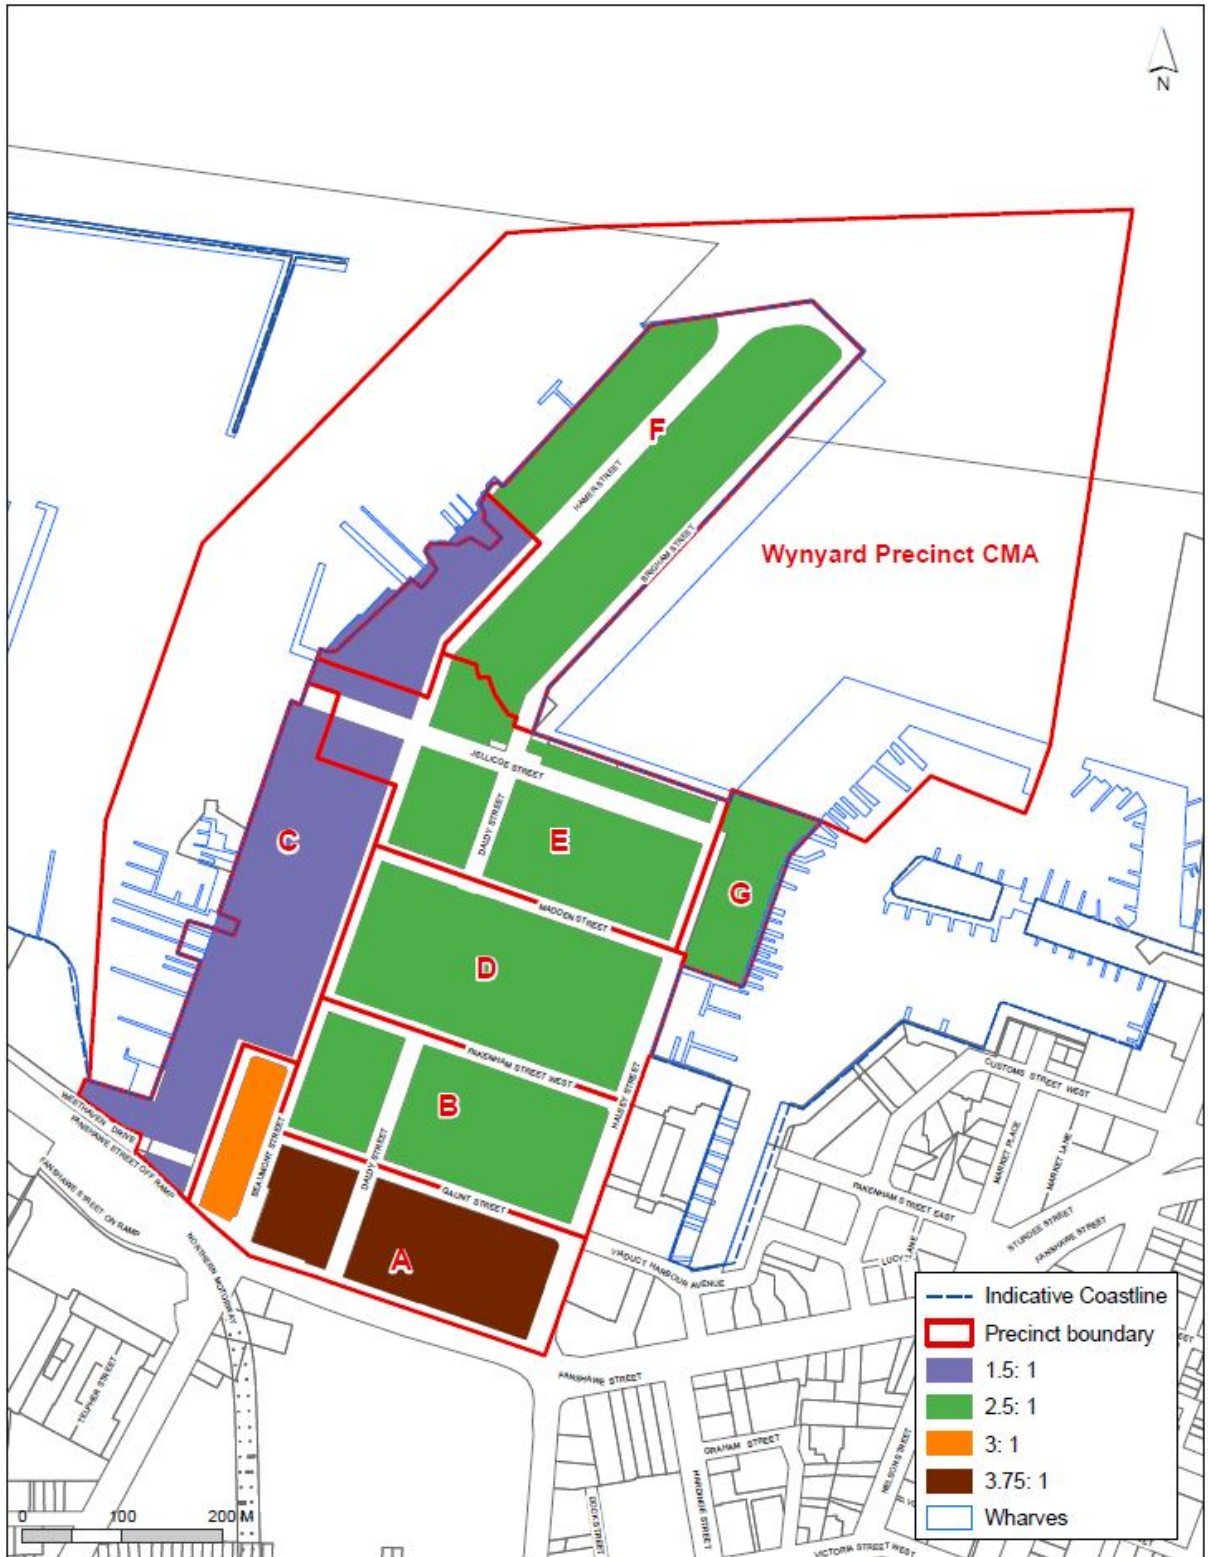 N
F
HAMER STREET
BRIGHAM STREET
Wynyard Precinct CMA
JELLICOE STREET
DALDY STREET
C
E
G
MADDEN STREET
D
PAKENHAM STREET WEST
HALSEY STREET
B
CUSTOMS STREET WEST
WESTHAVEN DRIVE
FANSHAWE STREET OFF RAMP
BEAUMONT STREET
DALDY STREET
GAUNT STREET
MARKET PLACE
MARKET LANE
FANSHAWE STREET ON RAMP
PAKENHAM STREET EAST
STURDEE STREET
FANSHAWE STREET
NORTHERN MOTORWAY
A
VIADUCT HARBOUR AVENUE
LUCY LANE
Indicative Coastline
Precinct boundary
1.5: 1
2.5: 1
3: 1
3.75: 1
Wharves
TELPHER STREET
FANSHAWE STREET
GRAHAM STREET
NELSON STREET
HARDINGE STREET
DOCK STREET
VICTORIA STREET WEST
0 100 200 M